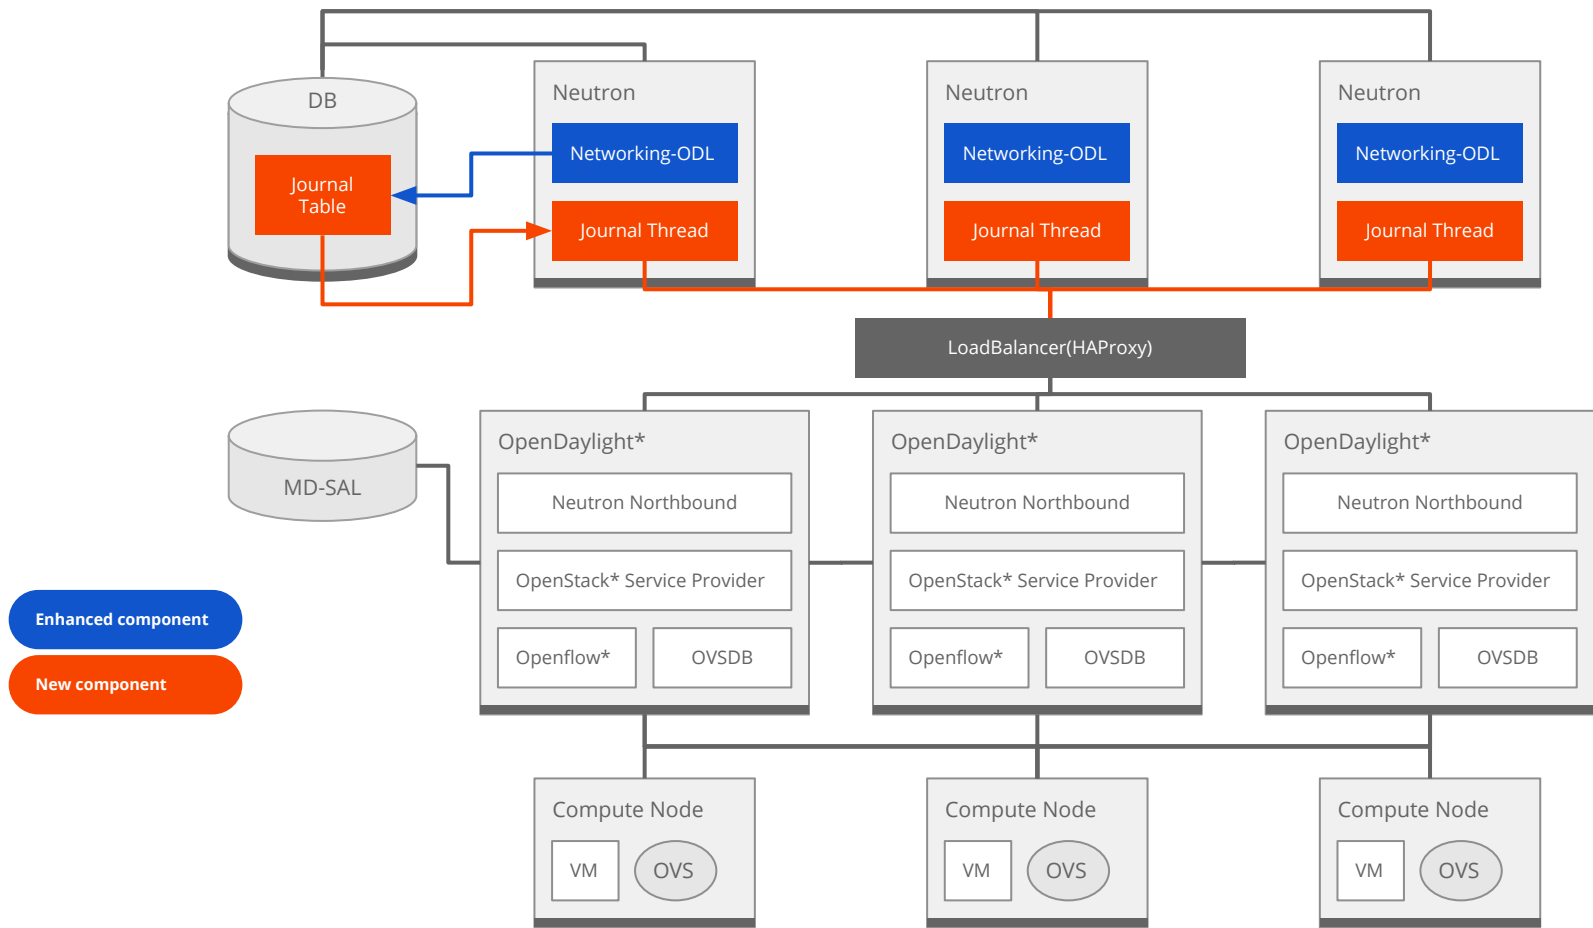 DB
Journal
Table
Neutron
Networking-ODL
Journal Thread
Neutron
Networking-ODL
Journal Thread
Neutron
Networking-ODL
Journal Thread
LoadBalancer(HAProxy)
MD-SAL
OpenDaylight*
Neutron Northbound
OpenStack* Service Provider
Openflow*
OVSDB
OpenDaylight*
Neutron Northbound
OpenStack* Service Provider
Openflow*
OVSDB
OpenDaylight*
Neutron Northbound
OpenStack* Service Provider
Openflow*
OVSDB
Enhanced component
New component
Compute Node
VM
OVS
Compute Node
VM
OVS
Compute Node
VM
OVS